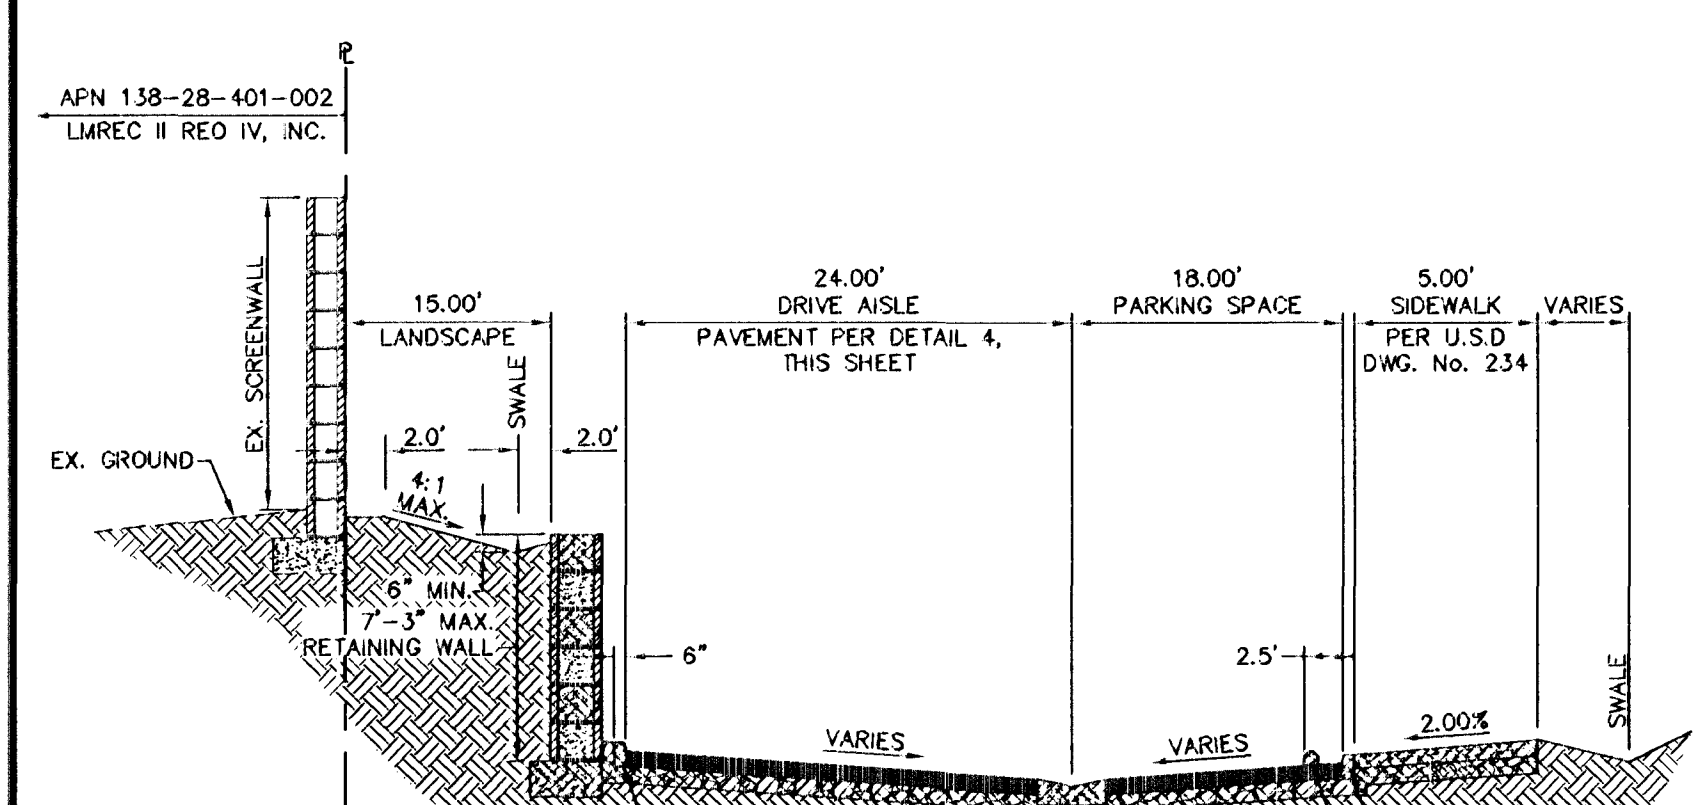 PL
APN 138-28-401-002
LMREC II REO IV, INC.
EX. SCREENWALL
EX. GROUND
15.00'
LANDSCAPE
SWALE
2.0'
2.0'
4:1
MAX.
6" MIN.
7'-3" MAX.
RETAINING WALL
6"
24.00'
DRIVE AISLE
PAVEMENT PER DETAIL 4,
THIS SHEET
18.00'
PARKING SPACE
5.00'
SIDEWALK
PER U.S.D
DWG. No. 234
VARIES
2.5'
VARIES
VARIES
2.00%
SWALE